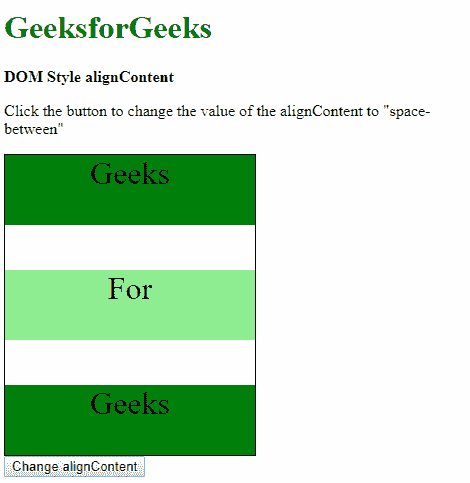 GeeksforGeeks
DOM Style alignContent
Click the button to change the value of the alignContent to "space-
between"
Geeks
For
Geeks
Change alignContent